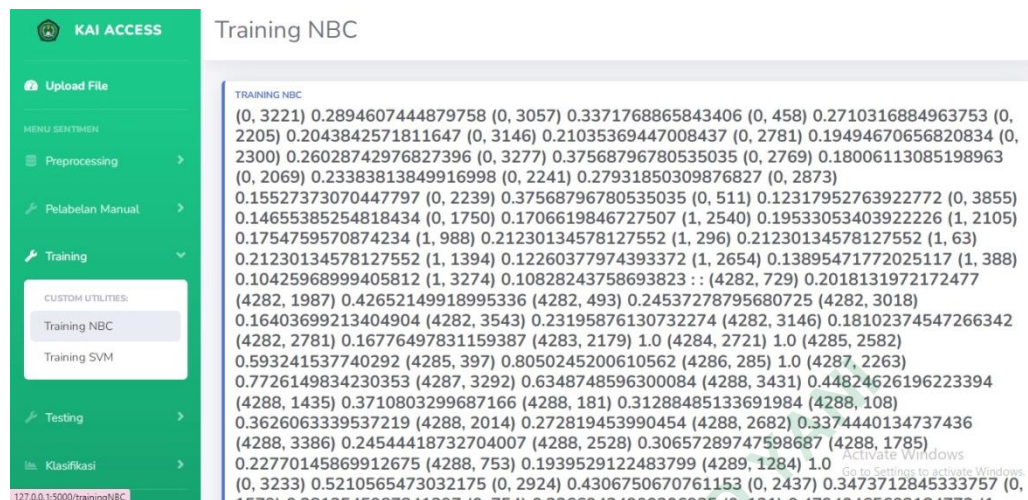 KAI ACCESS
Upload File
MENU SENTIMEN
Preprocessing
Pelabelan Manual
Training
CUSTOM UTILITIES:
Training NBC
Training SVM
Testing
Klasifikasi
127.0.0.1:5000/trainingNBC
Training NBC
TRAINING NBC
(0, 3221) 0.2894607444879758 (0, 3057) 0.3371768865843406 (0, 458) 0.27103168849637​53 (0,
2205) 0.2043842571811647 (0, 3146) 0.21035369447008437 (0, 2781) 0.19494670656820834 (0,
2300) 0.26028742976827396 (0, 3277) 0.37568796780535035 (0, 2769) 0.18006113085198963
(0, 2069) 0.23383813849916998 (0, 2241) 0.27931850309876827 (0, 2873)
0.15527373070447797 (0, 2239) 0.37568796780535035 (0, 511) 0.12317952763922772 (0, 3855)
0.14655385254818434 (0, 1750) 0.1706619846727507 (1, 2540) 0.19533053403922226 (1, 2105)
0.1754759570874234 (1, 988) 0.21230134578127552 (1, 296) 0.21230134578127552 (1, 63)
0.21230134578127552 (1, 1394) 0.12260377974393372 (1, 2654) 0.13895471772025117 (1, 388)
0.10425968999405812 (1, 3274) 0.10828243758693823 : : (4282, 729) 0.2018131972172477
(4282, 1987) 0.42652149918995336 (4282, 493) 0.24537278795680725 (4282, 3018)
0.16403699213404904 (4282, 3543) 0.23195876130732274 (4282, 3146) 0.18102374547266342
(4282, 2781) 0.16776497831159387 (4283, 2179) 1.0 (4284, 2721) 1.0 (4285, 2582)
0.593241537740292 (4285, 397) 0.8050245200610562 (4286, 285) 1.0 (4287, 2263)
0.7726149834230353 (4287, 3292) 0.6348748596300084 (4288, 3431) 0.44824626196223394
(4288, 1435) 0.3710803299687166 (4288, 181) 0.31288485133691984 (4288, 108)
0.3626063339537219 (4288, 2014) 0.272819453990454 (4288, 2682) 0.3374440134737436
(4288, 3386) 0.24544418732704007 (4288, 2528) 0.30657289747598687 (4288, 1785)
0.22770145869912675 (4288, 753) 0.1939529122483799 (4289, 1284) 1.0
(0, 3233) 0.5210565473032175 (0, 2924) 0.4306750670761153 (0, 2437) 0.3473712845333757 (0,
Activate Windows
Go to Settings to activate Windows.
YANI